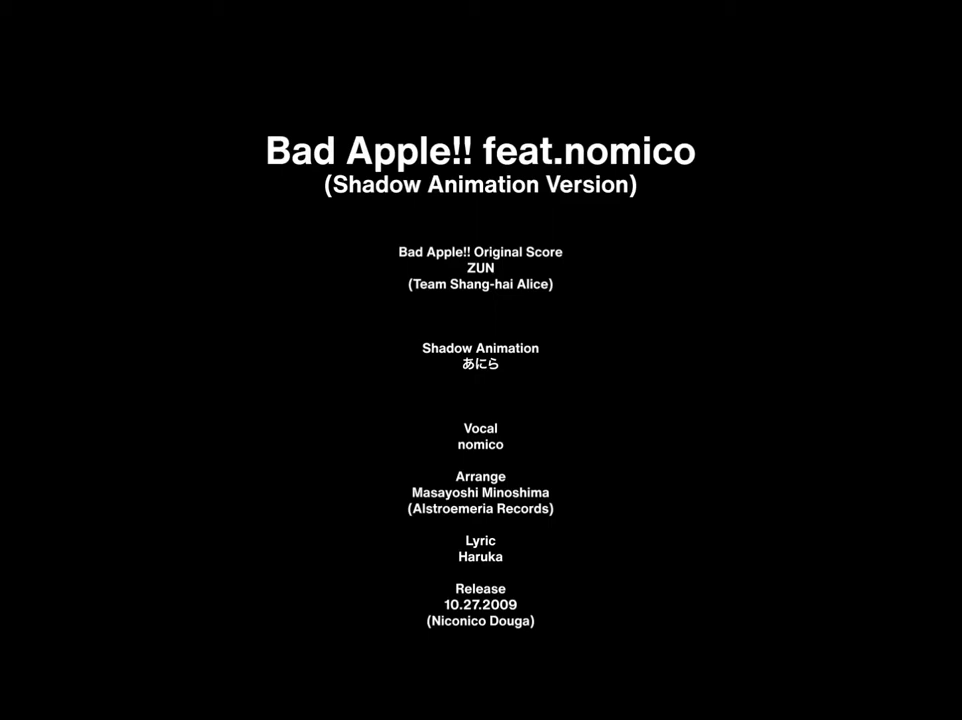 Bad Apple!! feat.nomico
(Shadow Animation Version)
Bad Apple!! Original Score
ZUN
(Team Shang-hai Alice)
Shadow Animation
あにら
Vocal
nomico
Arrange
Masayoshi Minoshima
(Alstroemeria Records)
Lyric
Haruka
Release
10.27.2009
(Niconico Douga)